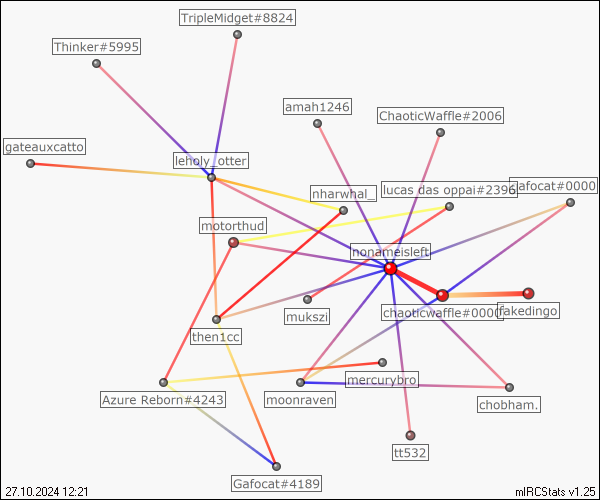 TripleMidget#8824
Thinker#5995
amah1246
ChaoticWaffle#2006
gateauxcatto
leholy_otter
nharwhal_
lucas das oppai#2396
afocat#0000
motorthud
nonameisleft
mukszi
chaoticwaffle#000
fakedingo
then1cc
mercurybro
Azure Reborn#4243
moonraven
chobham.
tt532
Gafocat#4189
27.10.2024 12:21
mIRCStats v1.25